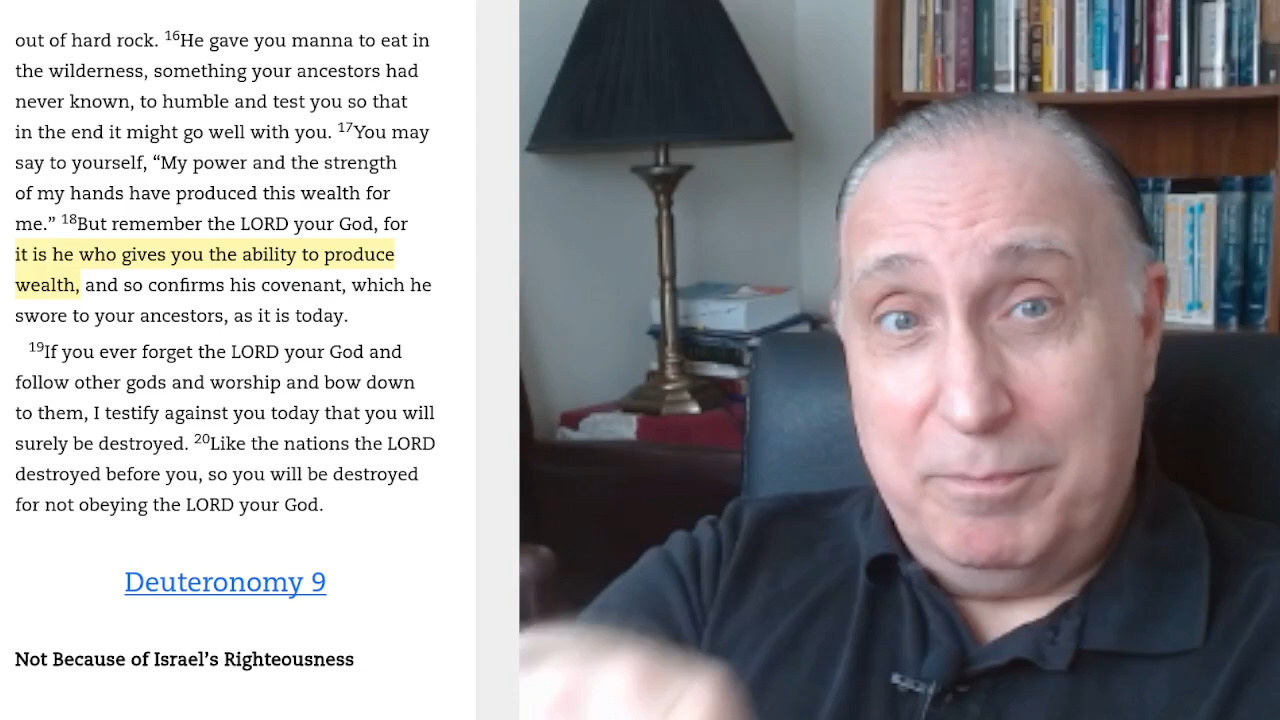 out of hard rock. 16He gave you manna to eat in
the wilderness, something your ancestors had
never known, to humble and test you so that
in the end it might go well with you. 17You may
say to yourself, “My power and the strength
of my hands have produced this wealth for
me.” 18But remember the LORD your God, for
it is he who gives you the ability to produce
wealth, and so confirms his covenant, which he
swore to your ancestors, as it is today.
19If you ever forget the LORD your God and
follow other gods and worship and bow down
to them, I testify against you today that you will
surely be destroyed. 20Like the nations the LORD
destroyed before you, so you will be destroyed
for not obeying the LORD your God.
Deuteronomy 9
Not Because of Israel’s Righteousness